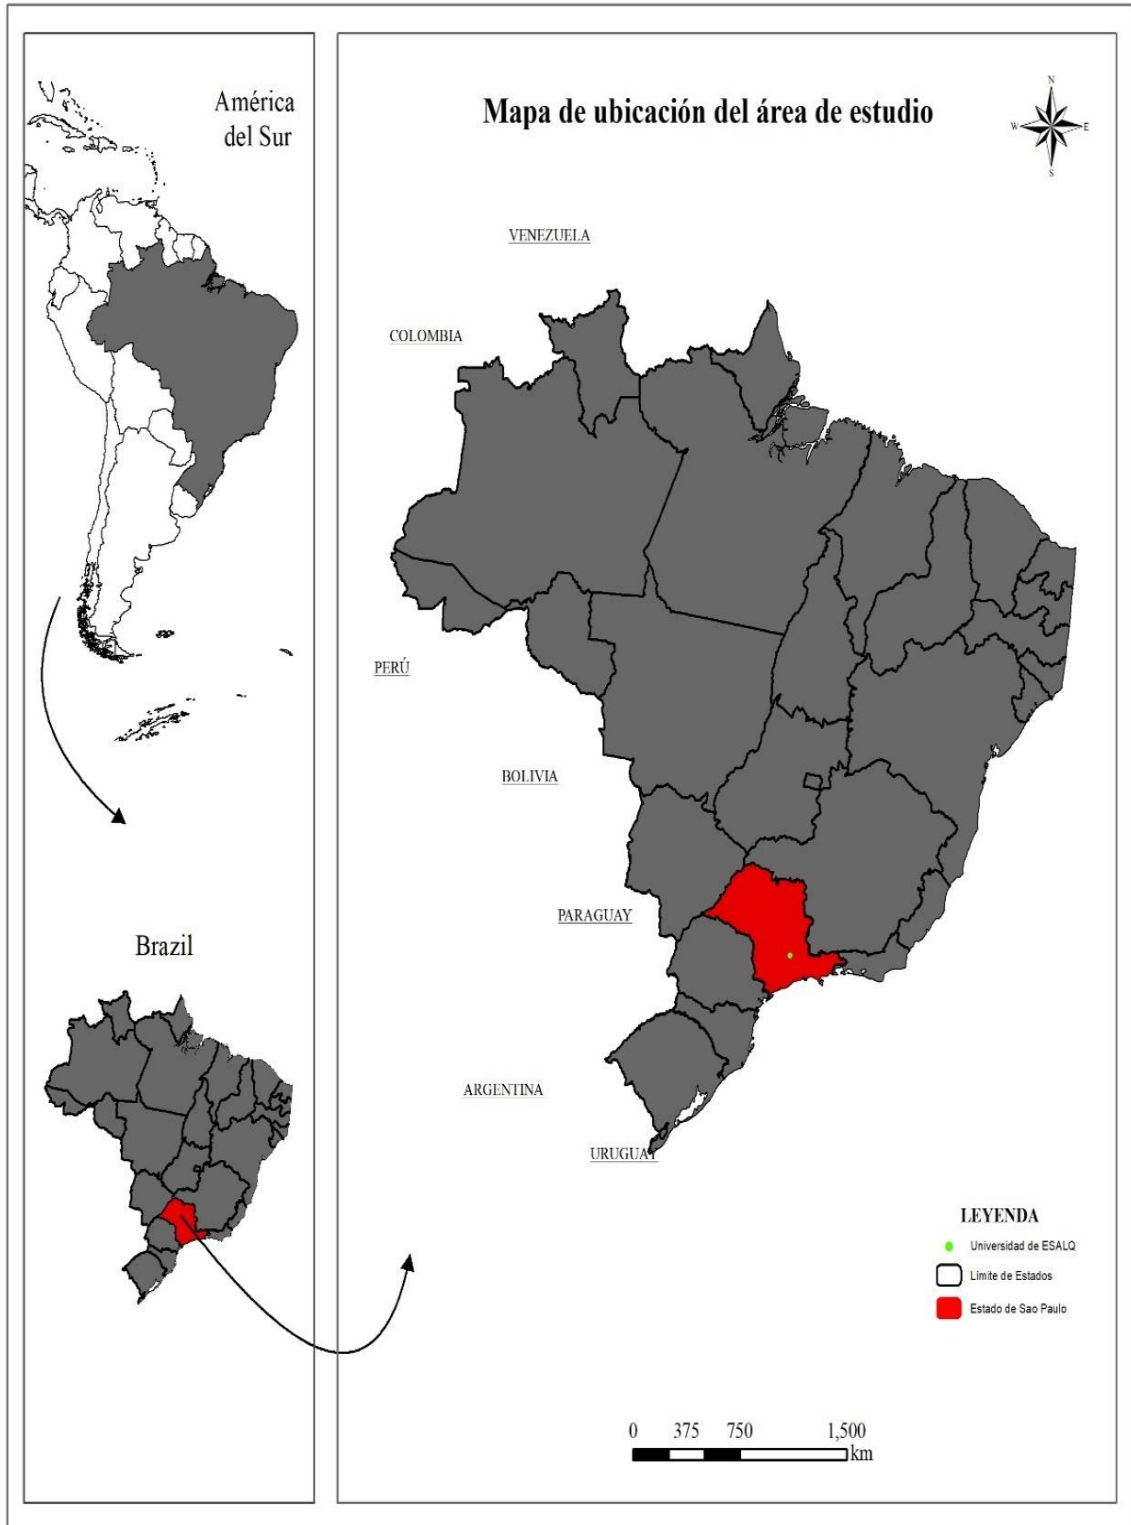 América
del Sur
Brazil
Mapa de ubicación del área de estudio
N
W
E
S
VENEZUELA
COLOMBIA
PERÚ
BOLIVIA
PARAGUAY
ARGENTINA
URUGUAY
LEYENDA
Universidad de ESALQ
Límite de Estados
Estado de Sao Paulo
0 375 750 1,500
km